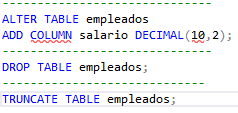 ----------------------------
ALTER TABLE empleados
ADD COLUMN salario DECIMAL(10,2);
----------------------------
DROP TABLE empleados;
---------------------------
TRUNCATE TABLE empleados;